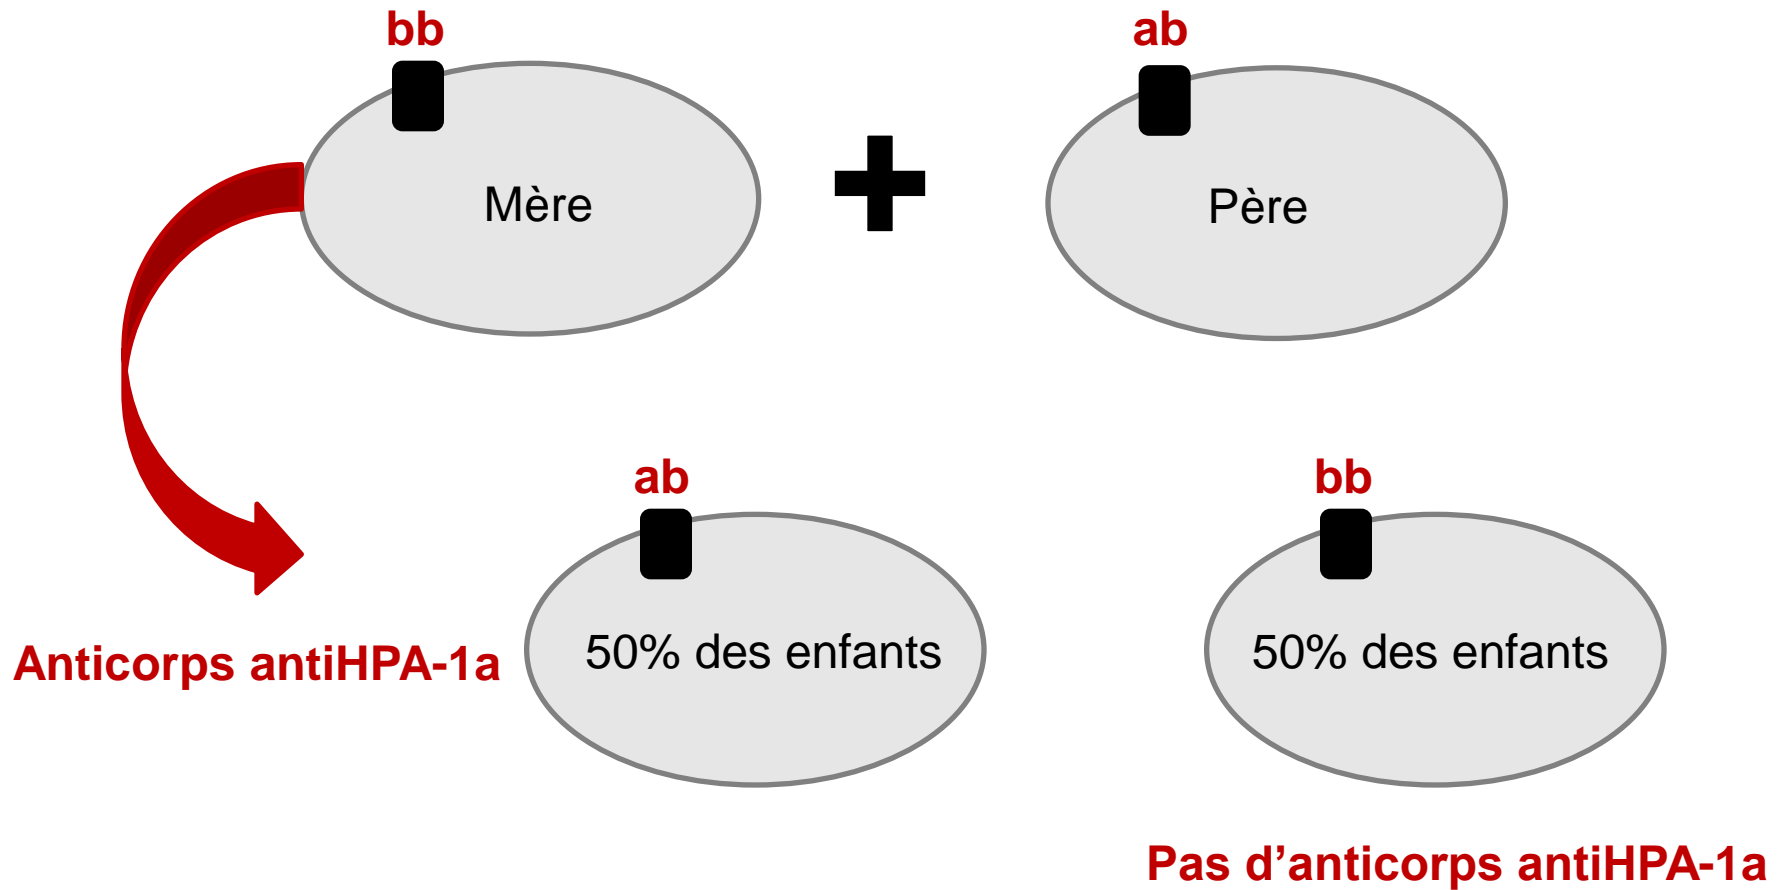 bb
ab
Mère
Père
ab
bb
50% des enfants
50% des enfants
Anticorps antiHPA-1a
Pas d’anticorps antiHPA-1a